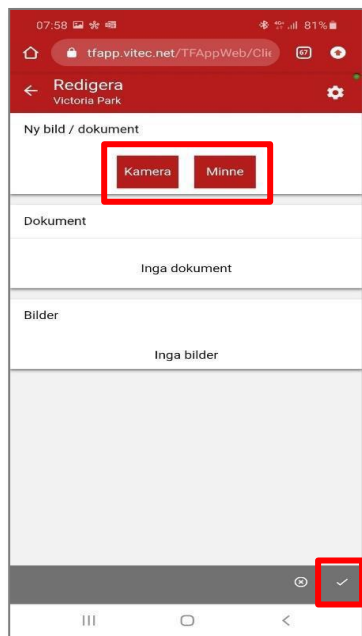 07:58 81%
tfapp.vitec.net/TFAppWeb/Clie 67
Redigera
Victoria Park
Ny bild / dokument
Kamera Minne
Dokument
Inga dokument
Bilder
Inga bilder